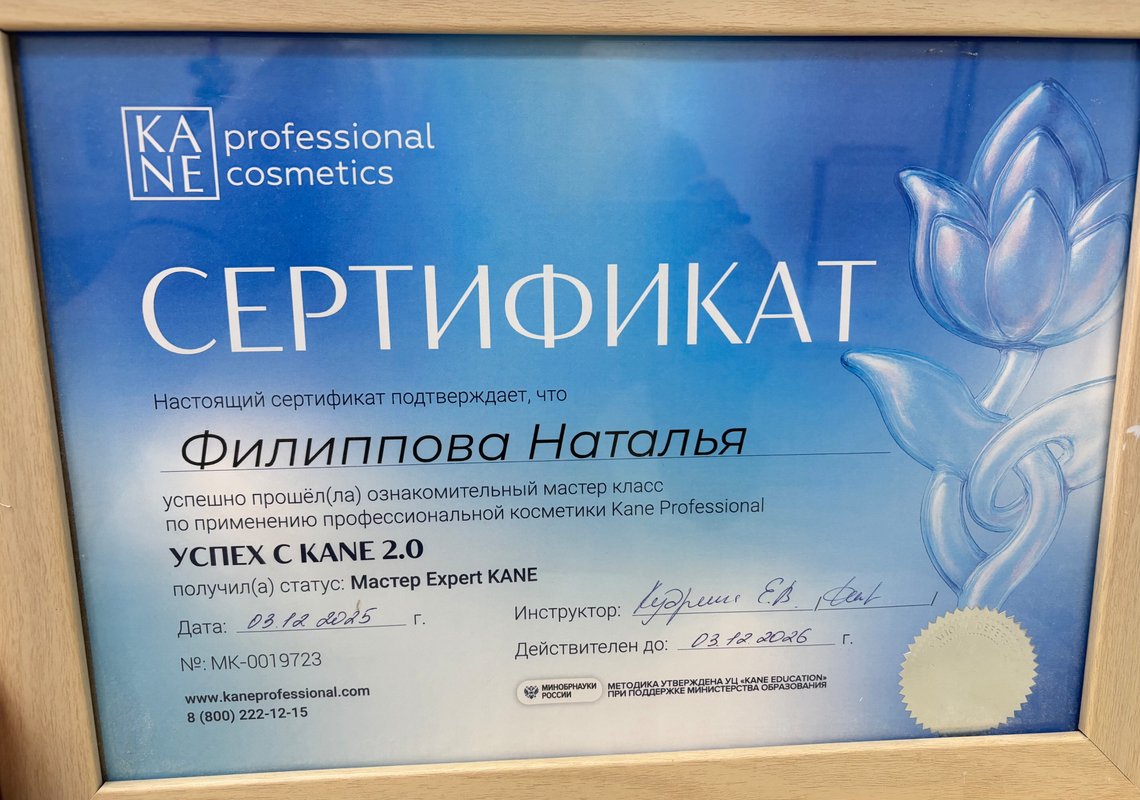 KANE professional cosmetics
СЕРТИФИКАТ
Настоящий сертификат подтверждает, что
Филиппова Наталья
успешно прошёл(ла) ознакомительный мастер класс
по применению профессиональной косметики Kane Professional
УСПЕХ С KANE 2.0
получил(а) статус: Мастер Expert KANE
Дата: 03.12.2025 г.
Инструктор: Е.В.
Действителен до: 03.12.2026 г.
№: МК-0019723
www.kaneprofessional.com
8 (800) 222-12-15
МИНОБРНАУКИ РОССИИ
МЕТОДИКА УТВЕРЖДЕНА УЦ «KANE EDUCATION»
ПРИ ПОДДЕРЖКЕ МИНИСТЕРСТВА ОБРАЗОВАНИЯ